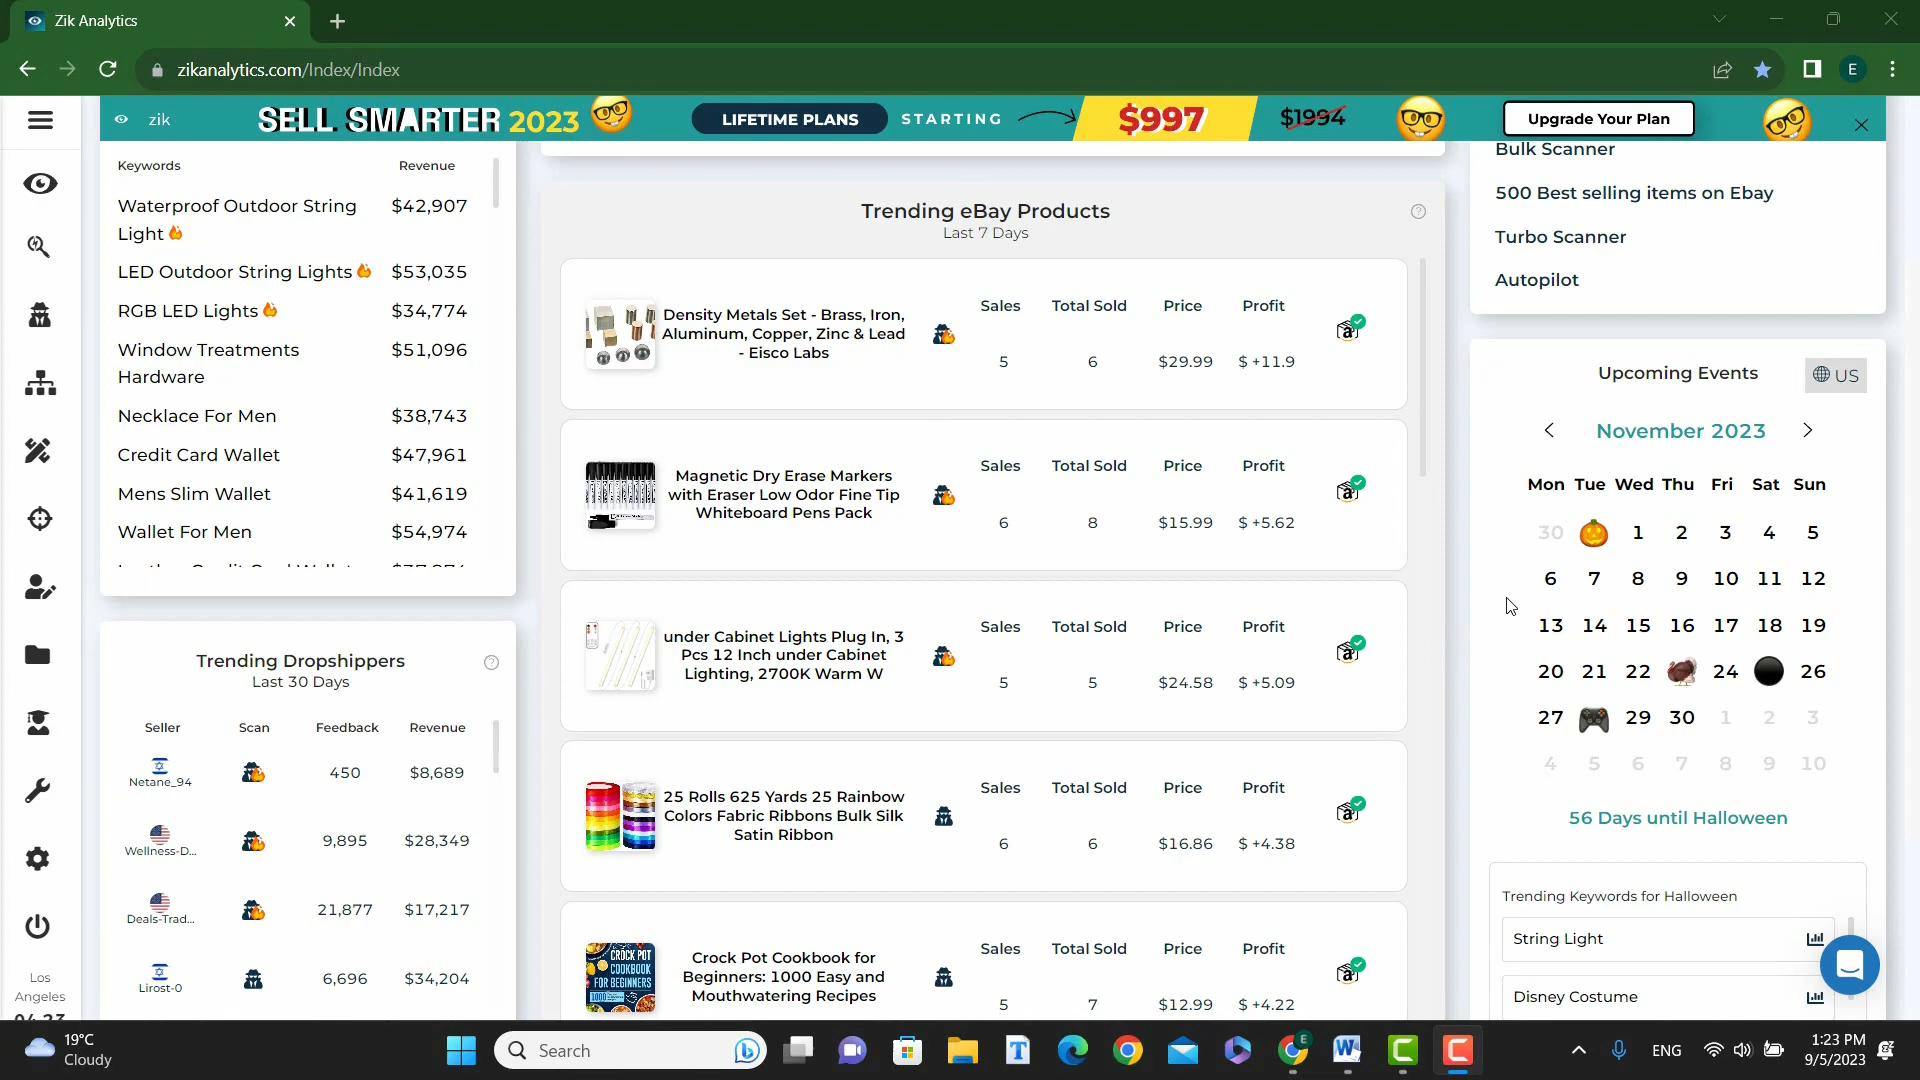 Zik Analytics
zikanalytics.com/Index/Index
E
zik
SELL SMARTER 2023
LIFETIME PLANS
STARTING
$997
$1994
Upgrade Your Plan
Keywords Revenue
Waterproof Outdoor String
Light
$42,907
LED Outdoor String Lights $53,035
RGB LED Lights $34,774
Window Treatments
Hardware
$51,096
Necklace For Men $38,743
Credit Card Wallet $47,961
Mens Slim Wallet $41,619
Wallet For Men $54,974
Trending Dropshippers
Last 30 Days
Seller Scan Feedback Revenue
Netane_94 450 $8,689
Wellness-D... 9,895 $28,349
Deals-Trad... 21,877 $17,217
Lirost-0 6,696 $34,204
Los
Angeles
04:23
Trending eBay Products
Last 7 Days
Density Metals Set - Brass, Iron,
Aluminum, Copper, Zinc & Lead
- Eisco Labs
Sales Total Sold Price Profit
5 6 $29.99 $ +11.9
Magnetic Dry Erase Markers
with Eraser Low Odor Fine Tip
Whiteboard Pens Pack
Sales Total Sold Price Profit
6 8 $15.99 $ +5.62
under Cabinet Lights Plug In, 3
Pcs 12 Inch under Cabinet
Lighting, 2700K Warm W
Sales Total Sold Price Profit
5 5 $24.58 $ +5.09
25 Rolls 625 Yards 25 Rainbow
Colors Fabric Ribbons Bulk Silk
Satin Ribbon
Sales Total Sold Price Profit
6 6 $16.86 $ +4.38
CROCK POT
COOKBOOK
FOR BEGINNERS
Crock Pot Cookbook for
Beginners: 1000 Easy and
Mouthwatering Recipes
Sales Total Sold Price Profit
5 7 $12.99 $ +4.22
Bulk Scanner
500 Best selling items on Ebay
Turbo Scanner
Autopilot
Upcoming Events
US
November 2023
Mon Tue Wed Thu Fri Sat Sun
30 1 2 3 4 5
6 7 8 9 10 11 12
13 14 15 16 17 18 19
20 21 22 24 26
27 29 30 1 2 3
4 5 6 7 8 9 10
56 Days until Halloween
Trending Keywords for Halloween
String Light
Disney Costume
19°C
Cloudy
Search
ENG
1:23 PM
9/5/2023